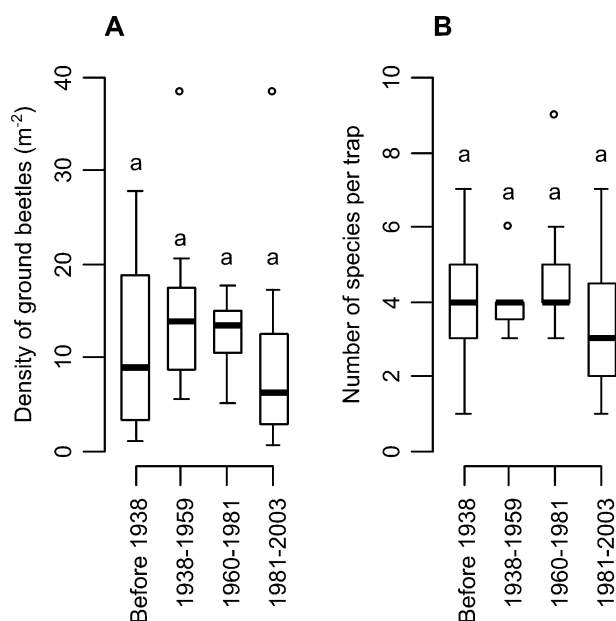 A
Density of ground beetles (m-2)
40
30
20
10
0
a
a
a
a
Before 1938
1938-1959
1960-1981
1981-2003
B
Number of species per trap
10
8
6
4
2
0
a
a
a
a
Before 1938
1938-1959
1960-1981
1981-2003